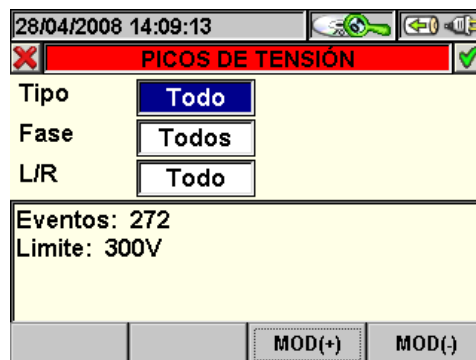 28/04/2008 14:09:13
PICOS DE TENSIÓN
Tipo Todo
Fase Todos
L/R Todo
Eventos: 272
Limite: 300V
MOD(+) MOD(-)